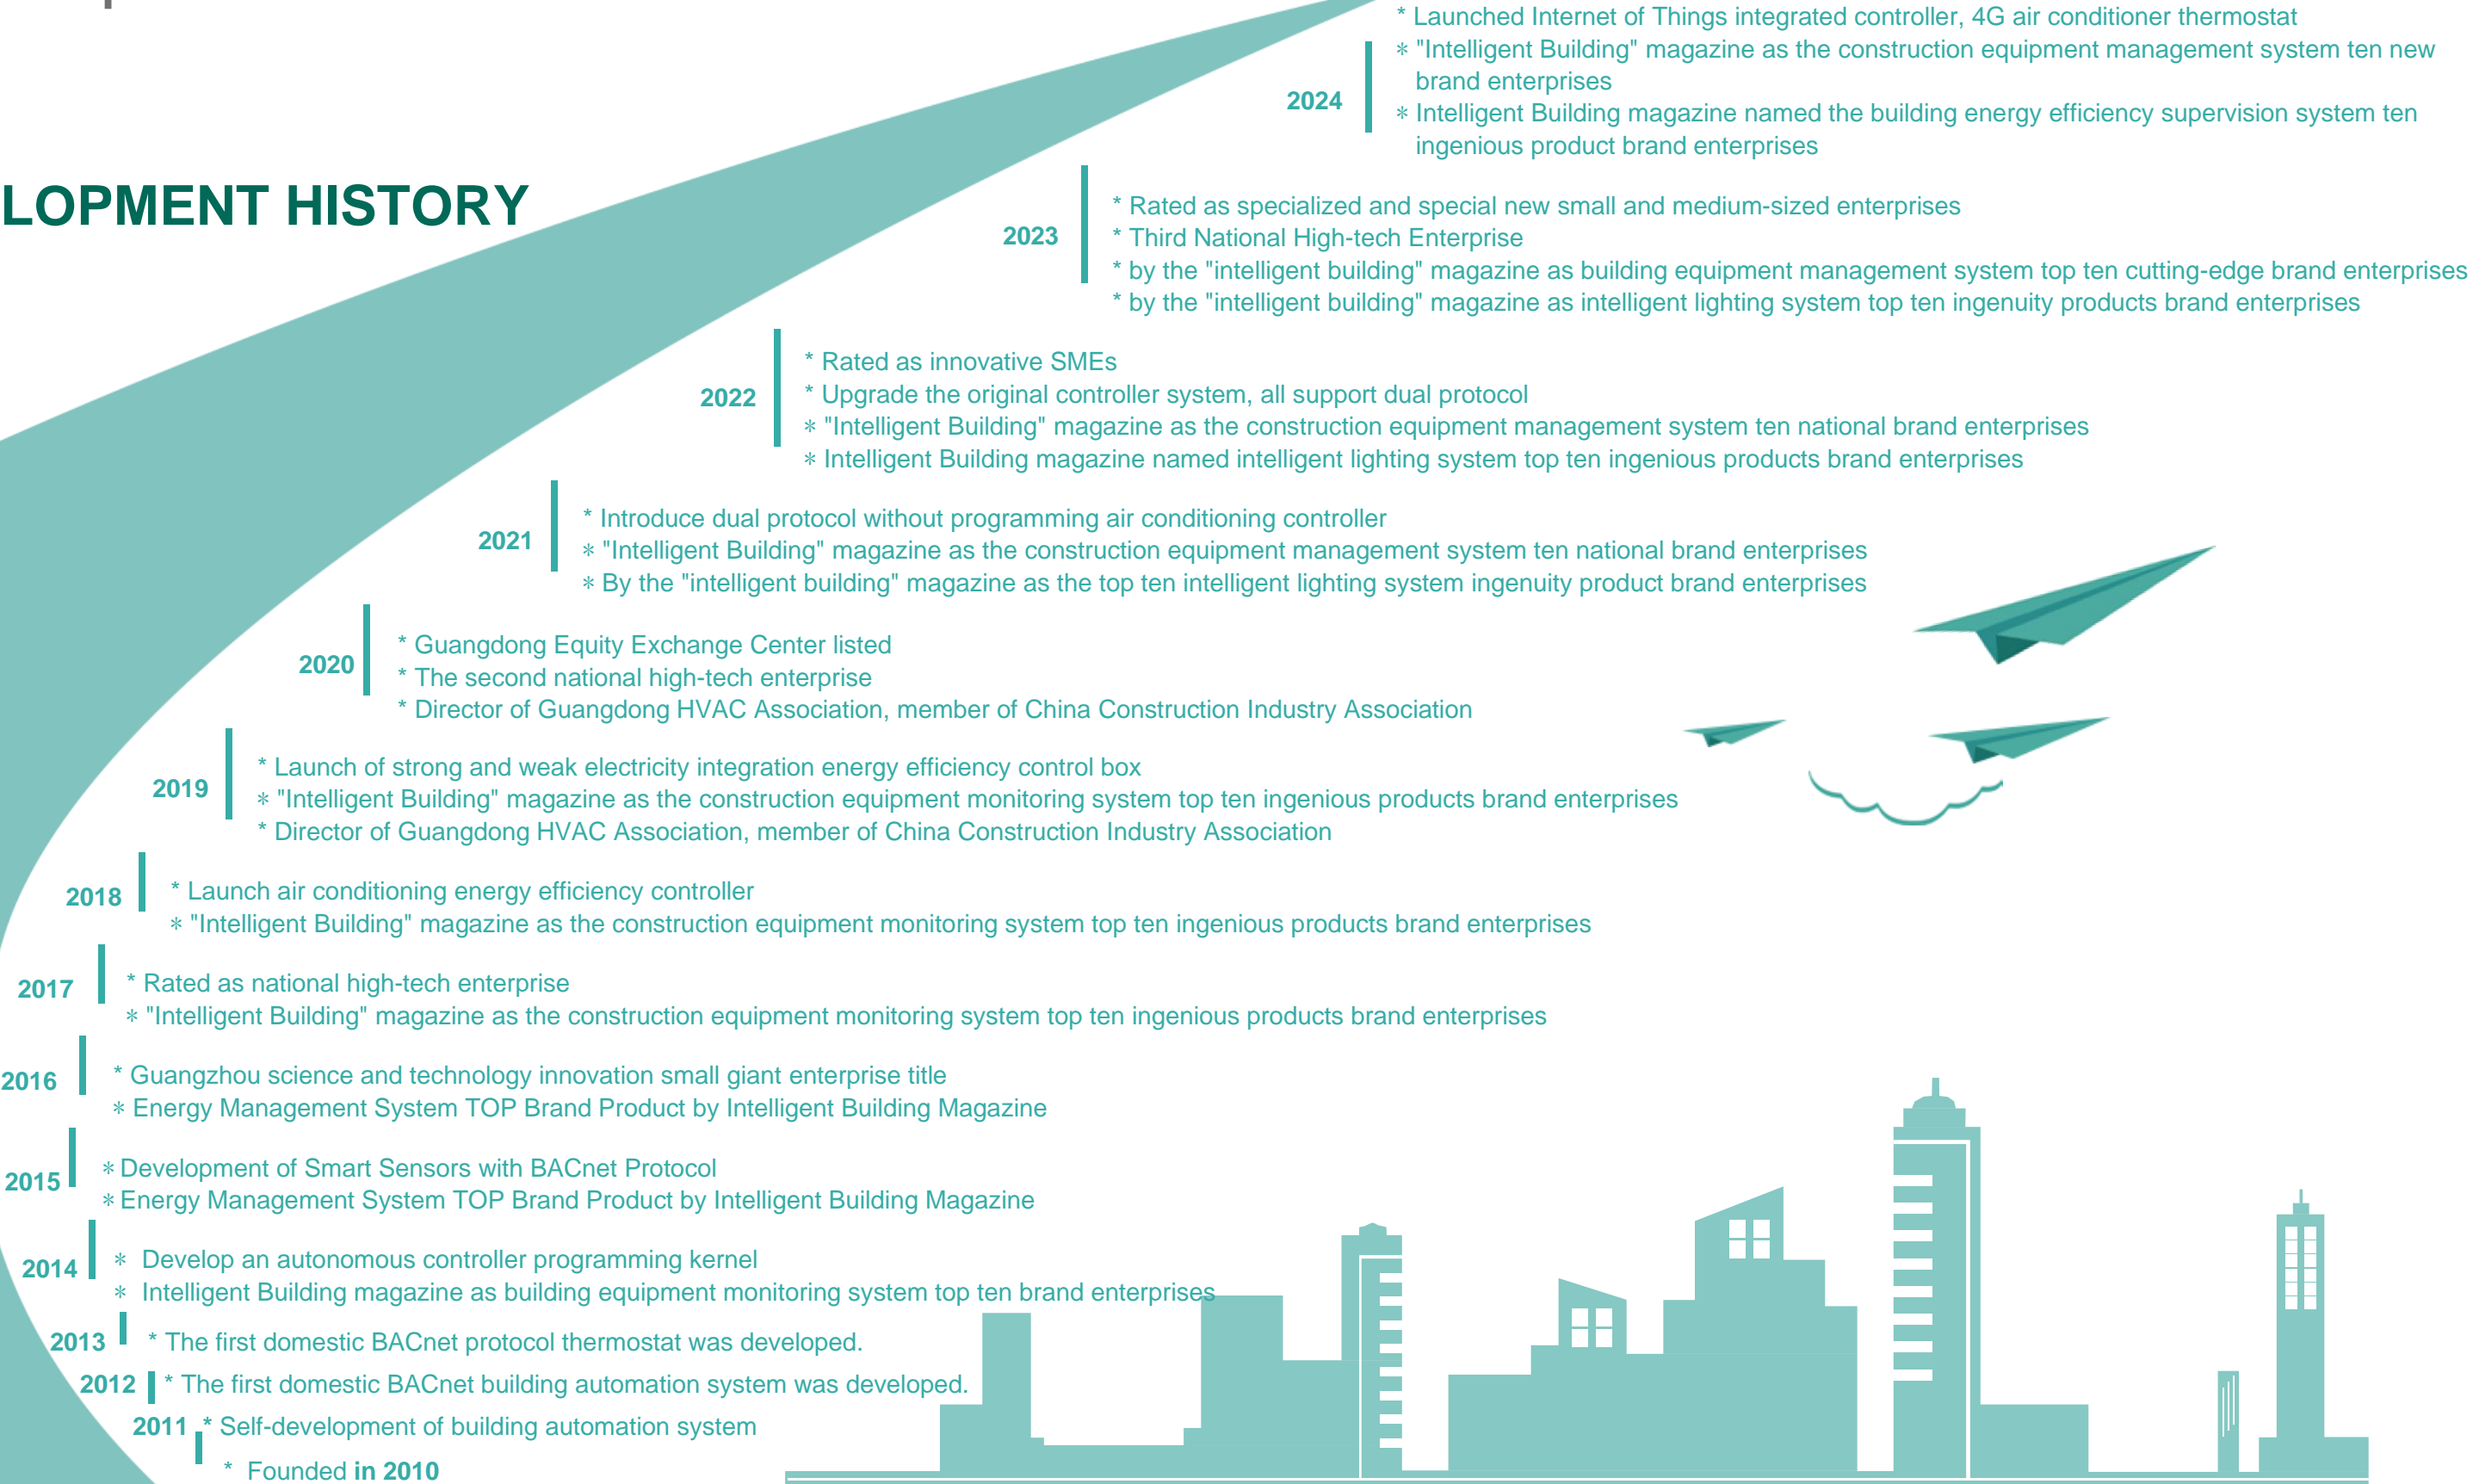 * Launched Internet of Things integrated controller, 4G air conditioner thermostat
* "Intelligent Building" magazine as the construction equipment management system ten new
brand enterprises
2024
* Intelligent Building magazine named the building energy efficiency supervision system ten
ingenious product brand enterprises
LOPMENT HISTORY
2023
* Rated as specialized and special new small and medium-sized enterprises
* Third National High-tech Enterprise
* by the "intelligent building" magazine as building equipment management system top ten cutting-edge brand enterprises
* by the "intelligent building" magazine as intelligent lighting system top ten ingenuity products brand enterprises
2022
* Rated as innovative SMEs
* Upgrade the original controller system, all support dual protocol
* "Intelligent Building" magazine as the construction equipment management system ten national brand enterprises
* Intelligent Building magazine named intelligent lighting system top ten ingenious products brand enterprises
2021
* Introduce dual protocol without programming air conditioning controller
* "Intelligent Building" magazine as the construction equipment management system ten national brand enterprises
* By the "intelligent building" magazine as the top ten intelligent lighting system ingenuity product brand enterprises
2020
* Guangdong Equity Exchange Center listed
* The second national high-tech enterprise
* Director of Guangdong HVAC Association, member of China Construction Industry Association
2019
* Launch of strong and weak electricity integration energy efficiency control box
* "Intelligent Building" magazine as the construction equipment monitoring system top ten ingenious products brand enterprises
* Director of Guangdong HVAC Association, member of China Construction Industry Association
2018
* Launch air conditioning energy efficiency controller
* "Intelligent Building" magazine as the construction equipment monitoring system top ten ingenious products brand enterprises
2017
* Rated as national high-tech enterprise
* "Intelligent Building" magazine as the construction equipment monitoring system top ten ingenious products brand enterprises
2016
* Guangzhou science and technology innovation small giant enterprise title
* Energy Management System TOP Brand Product by Intelligent Building Magazine
2015
* Development of Smart Sensors with BACnet Protocol
* Energy Management System TOP Brand Product by Intelligent Building Magazine
2014
* Develop an autonomous controller programming kernel
* Intelligent Building magazine as building equipment monitoring system top ten brand enterprises
2013 * The first domestic BACnet protocol thermostat was developed.
2012 * The first domestic BACnet building automation system was developed.
2011 * Self-development of building automation system
* Founded in 2010